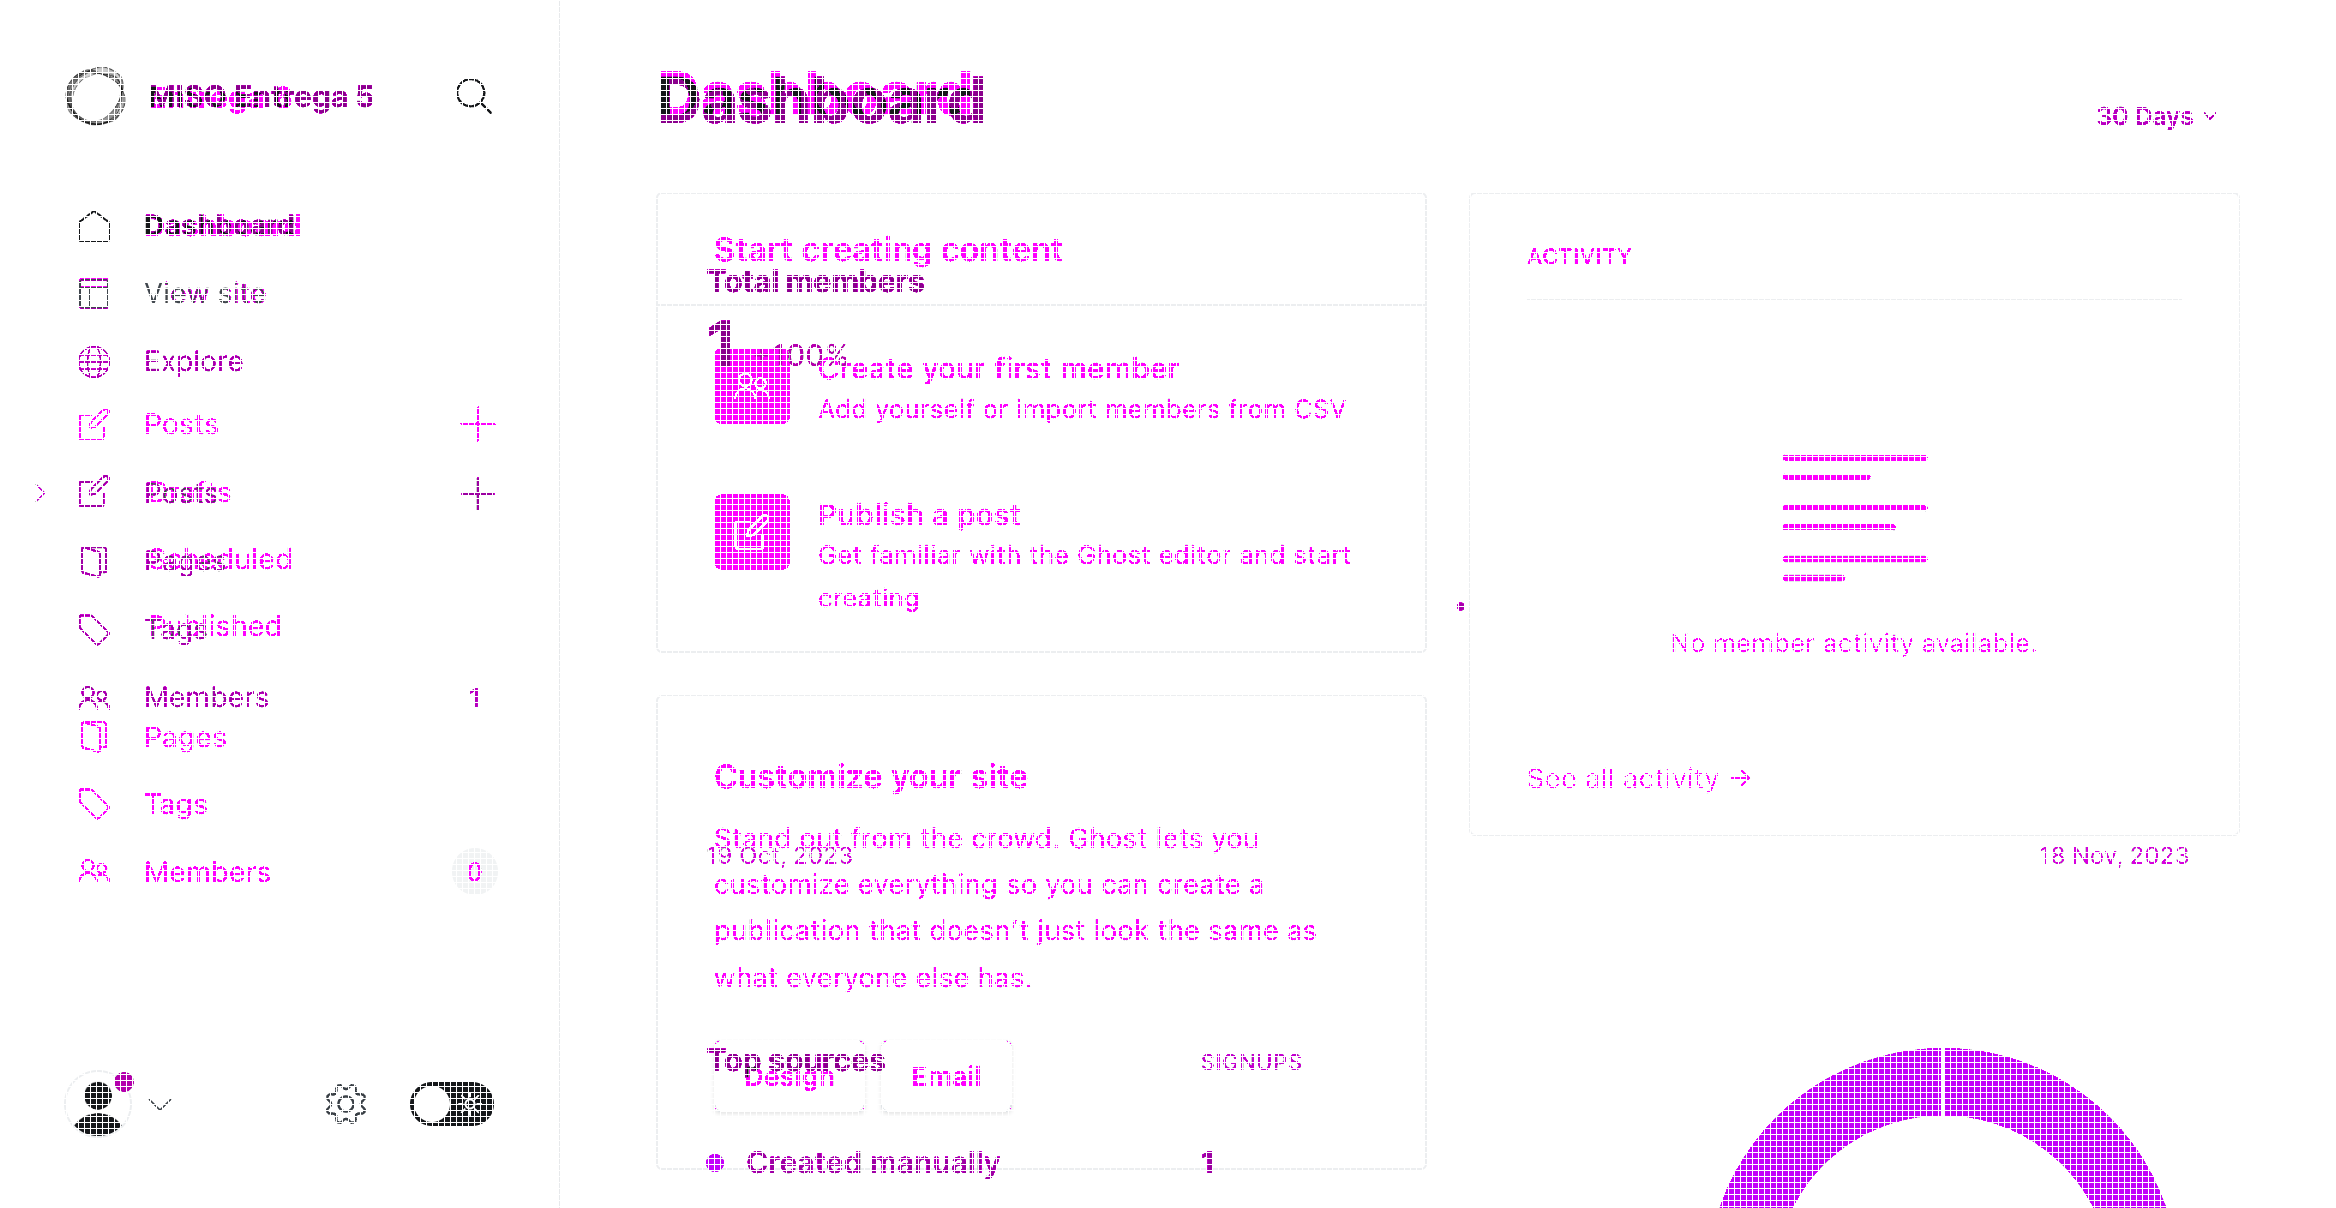 MISO Entrega 5
Dashboard
View site
Explore
Posts
Posts
Drafts
Pages
Scheduled
Tags
Published
Members 1
Pages
Tags
Members 0
Dashboard
30 Days
Start creating content
Total members
1 100%
Create your first member
Add yourself or import members from CSV
Publish a post
Get familiar with the Ghost editor and start
creating
ACTIVITY
No member activity available.
See all activity →
Customize your site
Stand out from the crowd. Ghost lets you
19 Oct, 2023
18 Nov, 2023
customize everything so you can create a
publication that doesn't just look the same as
what everyone else has.
Top sources
SIGNUPS
Design
Email
Created manually 1